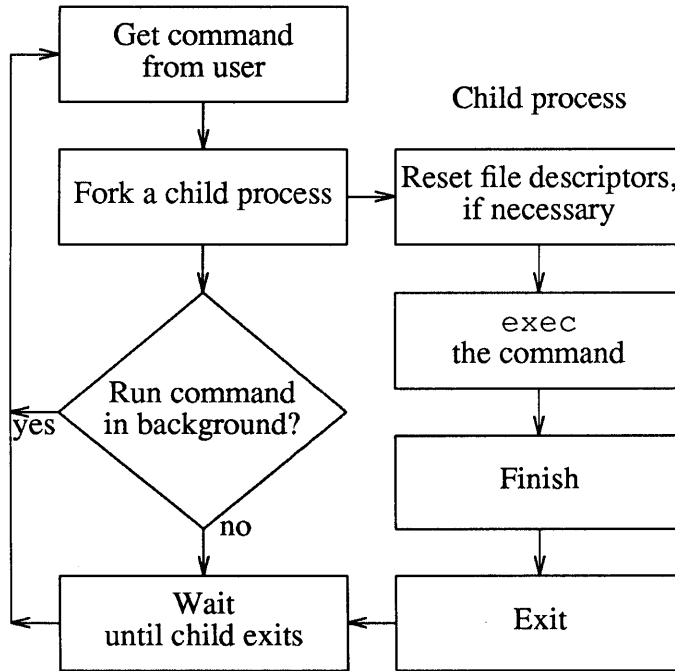 Get command
from user
Child process
Fork a child process
Reset file descriptors,
if necessary
exec
the command
Run command
in background?
yes
Finish
no
Wait
until child exits
Exit